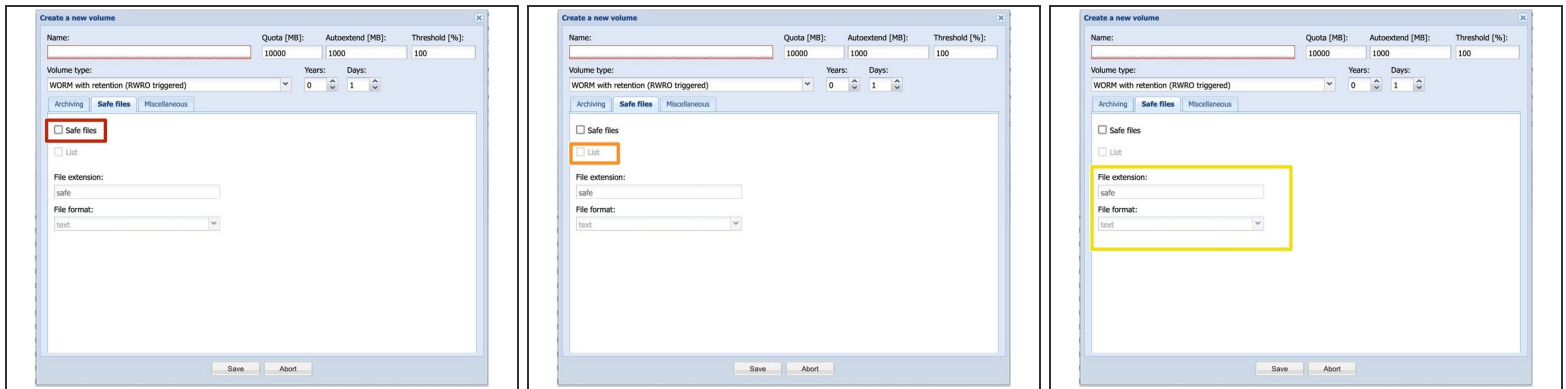 Create a new volume
Name: Quota [MB]: Autoextend [MB]: Threshold [%]:
10000 1000 100
Volume type: Years: Days:
WORM with retention (RWRO triggered) 0 1
Archiving Safe files Miscellaneous
Safe files
List
File extension:
safe
File format:
text
Save Abort
Create a new volume
Name: Quota [MB]: Autoextend [MB]: Threshold [%]:
10000 1000 100
Volume type: Years: Days:
WORM with retention (RWRO triggered) 0 1
Archiving Safe files Miscellaneous
Safe files
List
File extension:
safe
File format:
text
Save Abort
Create a new volume
Name: Quota [MB]: Autoextend [MB]: Threshold [%]:
10000 1000 100
Volume type: Years: Days:
WORM with retention (RWRO triggered) 0 1
Archiving Safe files Miscellaneous
Safe files
List
File extension:
safe
File format:
text
Save Abort